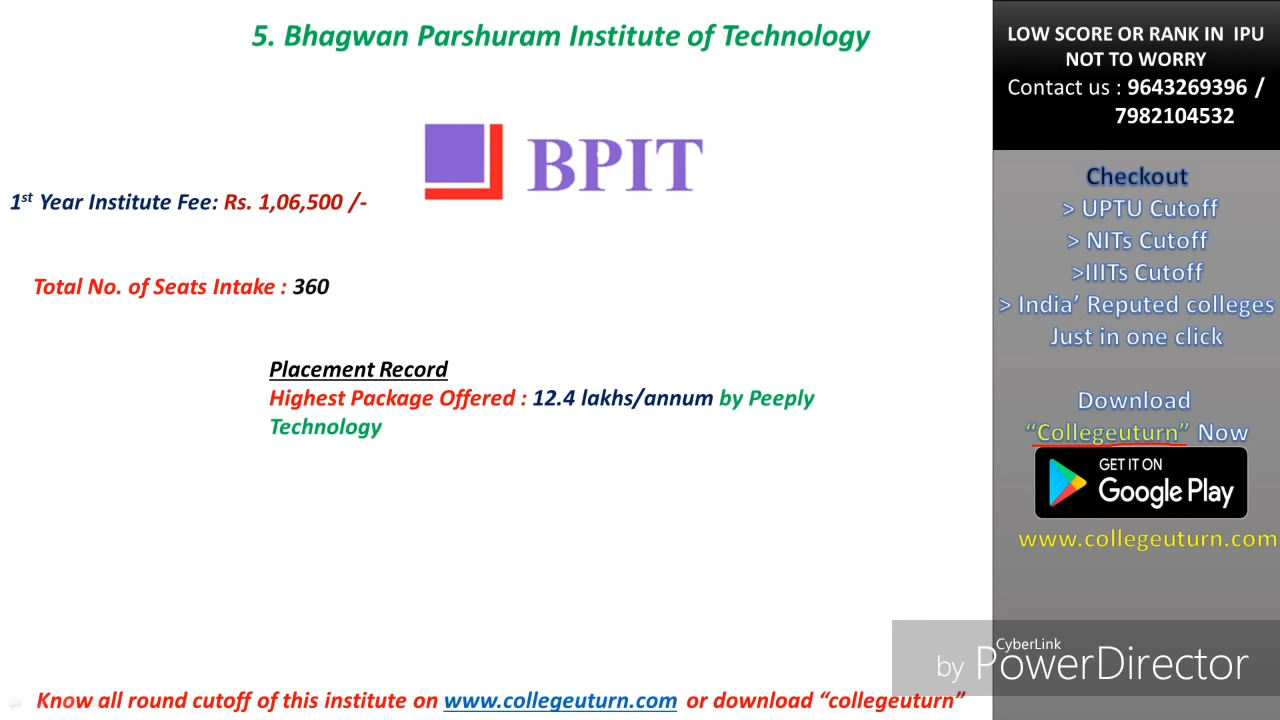 5. Bhagwan Parshuram Institute of Technology
BPIT
1st Year Institute Fee: Rs. 1,06,500 /-
Total No. of Seats Intake : 360
Placement Record
Highest Package Offered : 12.4 lakhs/annum by Peeply
Technology
Know all round cutoff of this institute on www.collegeuturn.com or download “collegeuturn”
LOW SCORE OR RANK IN IPU
NOT TO WORRY
Contact us : 9643269396 /
7982104532
Checkout
> UPTU Cutoff
> NITs Cutoff
>IIITs Cutoff
> India’ Reputed colleges
Just in one click
Download
“Collegeuturn” Now
GET IT ON
Google Play
www.collegeuturn.com
CyberLink
by PowerDirector